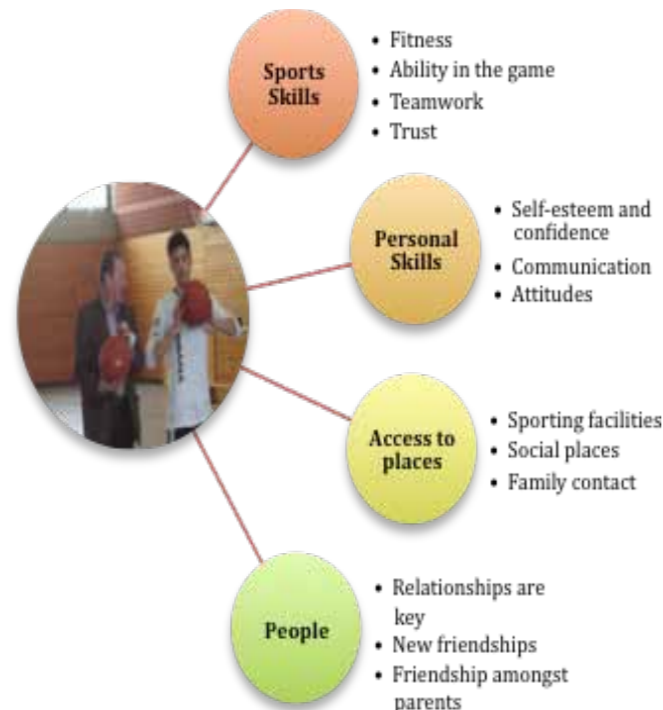 Sports
Skills
• Fitness
• Ability in the game
• Teamwork
• Trust
Personal
Skills
• Self-esteem and
confidence
• Communication
• Attitudes
Access to
places
• Sporting facilities
• Social places
• Family contact
People
• Relationships are
key
• New friendships
• Friendship amongst
parents